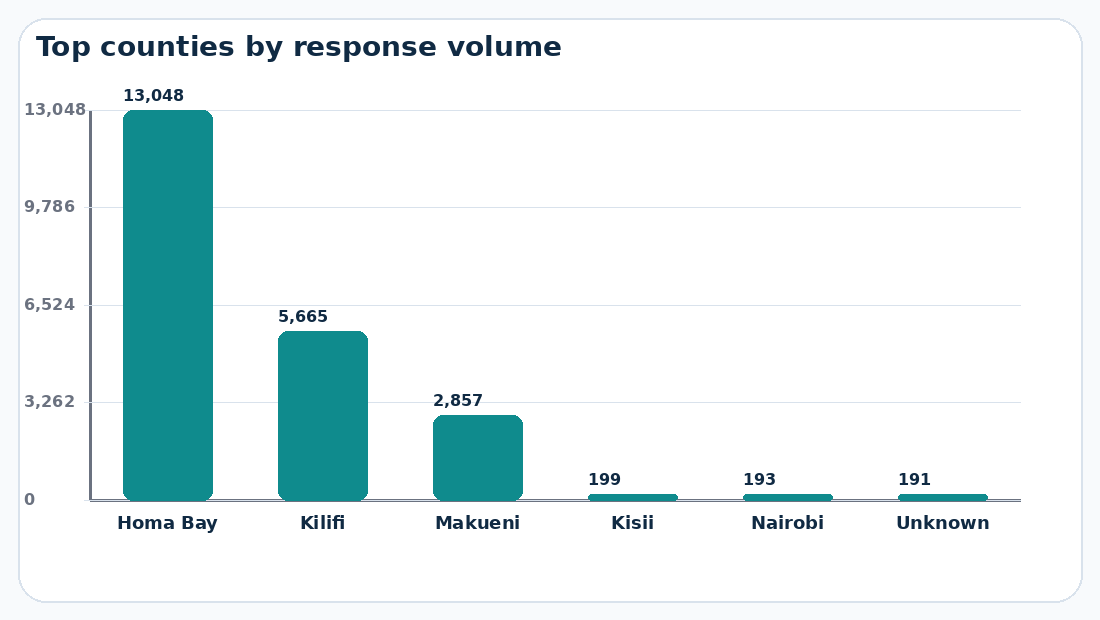 Top counties by response volume
13,048
13,048
9,786
6,524
5,665
3,262
2,857
199
193
191
0
Homa Bay
Kilifi
Makueni
Kisii
Nairobi
Unknown